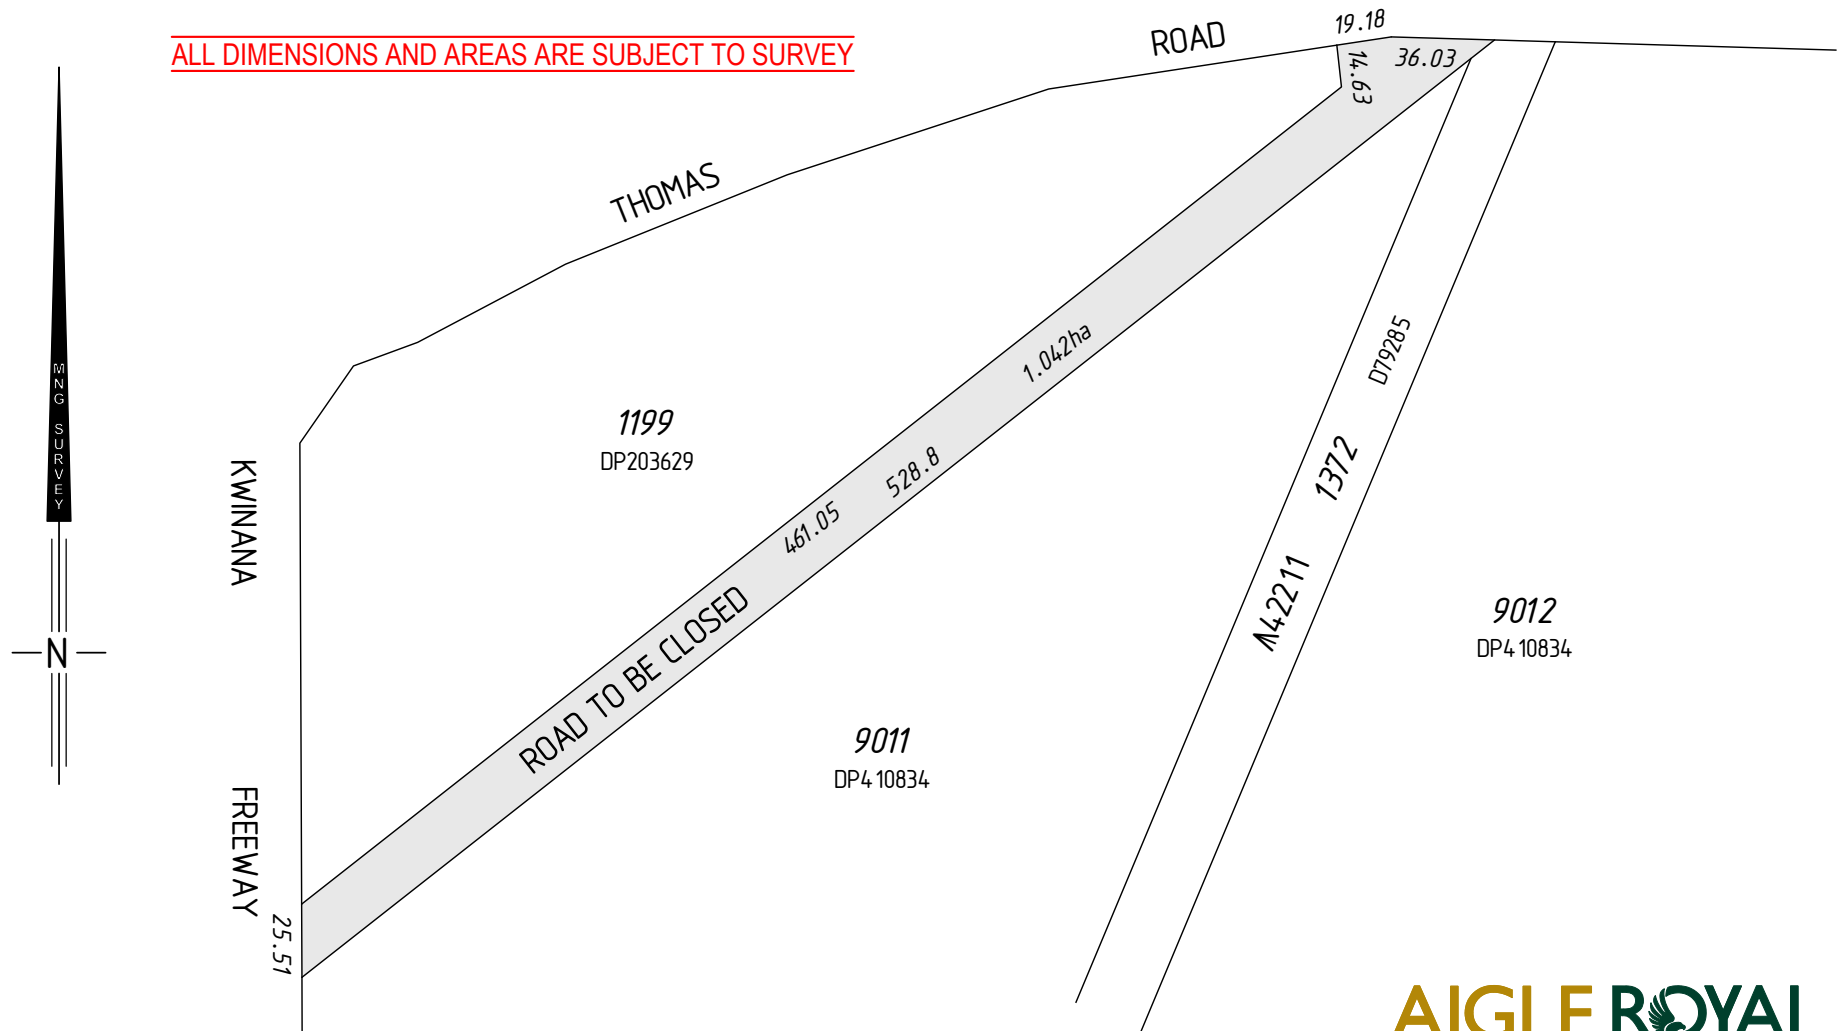 ALL DIMENSIONS AND AREAS ARE SUBJECT TO SURVEY
19.18
ROAD
36.03
14.63
THOMAS
1.042ha
D79285
MNG SURVEY
1199
DP203629
528.8
1372
KWINANA
461.05
A42211
ROAD TO BE CLOSED
9012
DP410834
N
9011
DP410834
FREEWAY
25.51
AIGLE ROYAL